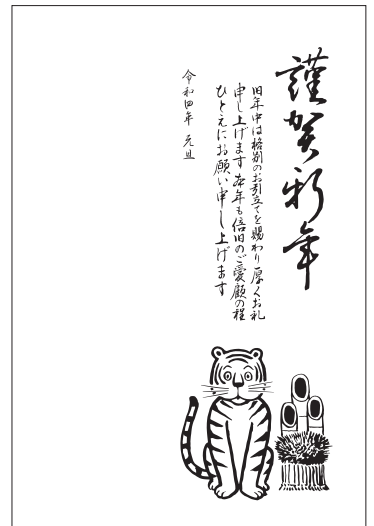 謹賀新年
旧年中は格別のお引立てを賜わり厚くお礼
申し上げます本年も倍旧のご愛顧の程
ひとえにお願い申し上げます
令和四年 元旦